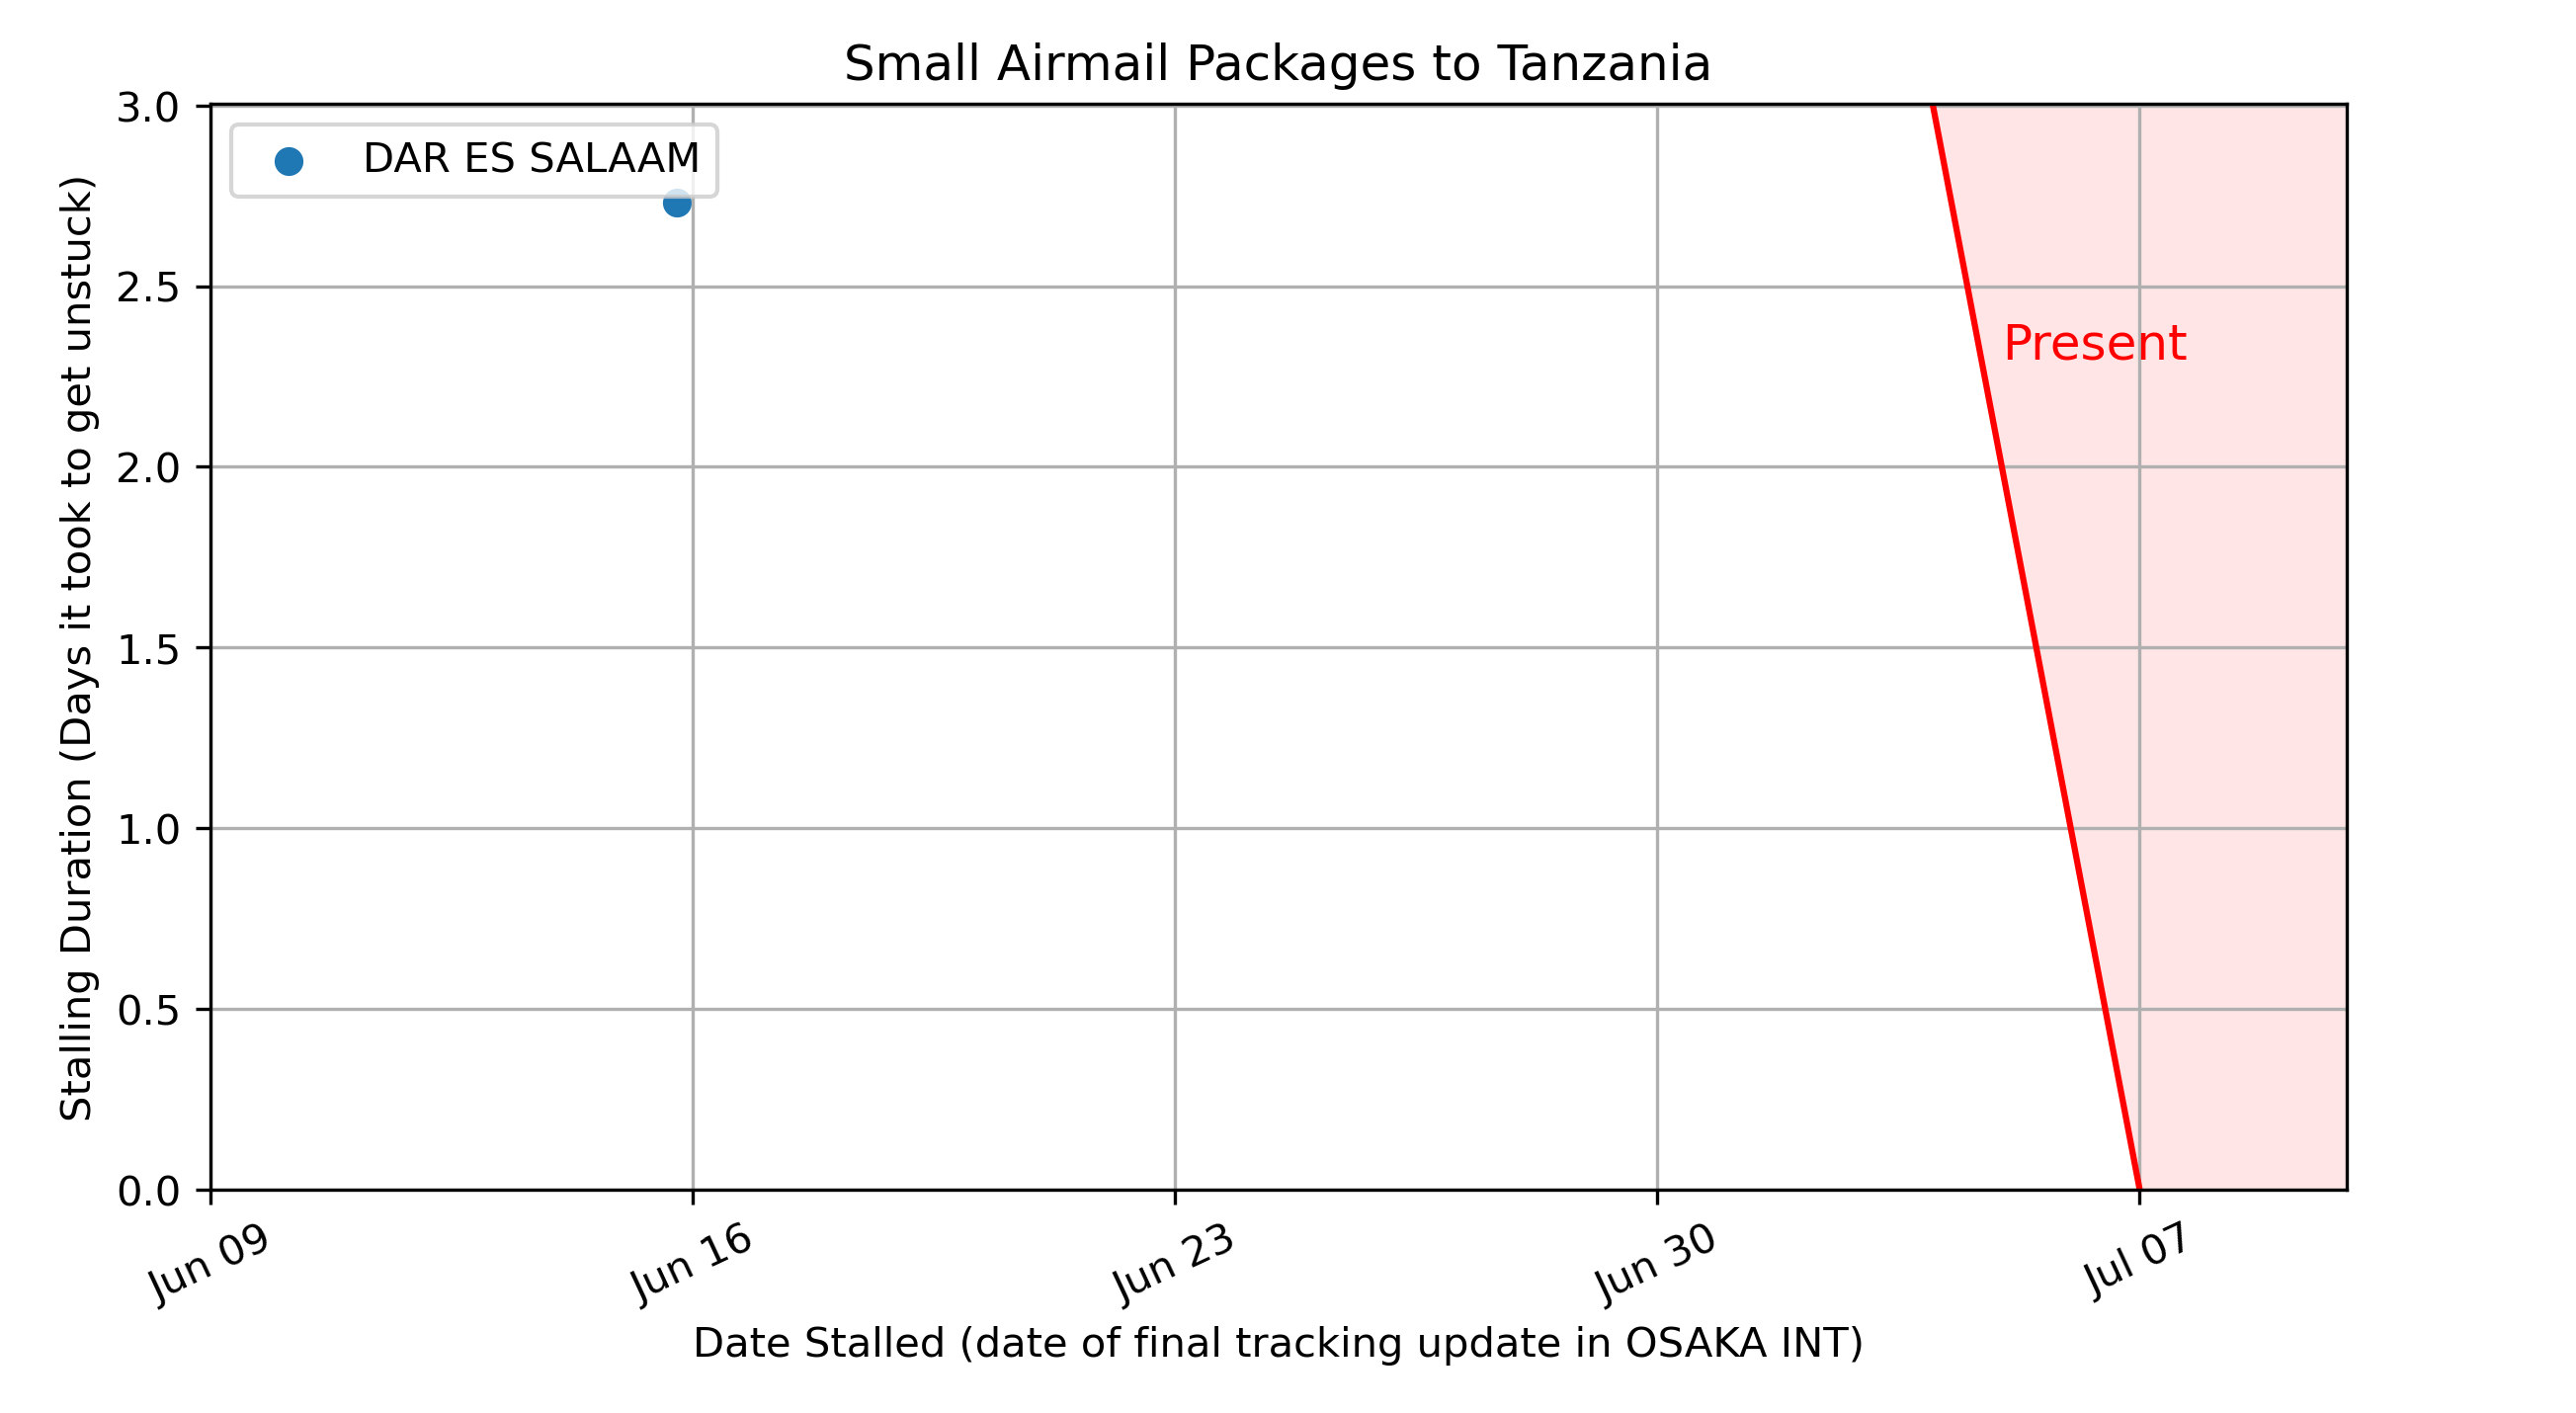 Small Airmail Packages to Tanzania
3.0
DAR ES SALAAM
Stalling Duration (Days it took to get unstuck)
2.5
Present
2.0
1.5
1.0
0.5
0.0
Jun 09
Jun 16
Jun 23
Jun 30
Jul 07
Date Stalled (date of final tracking update in OSAKA INT)